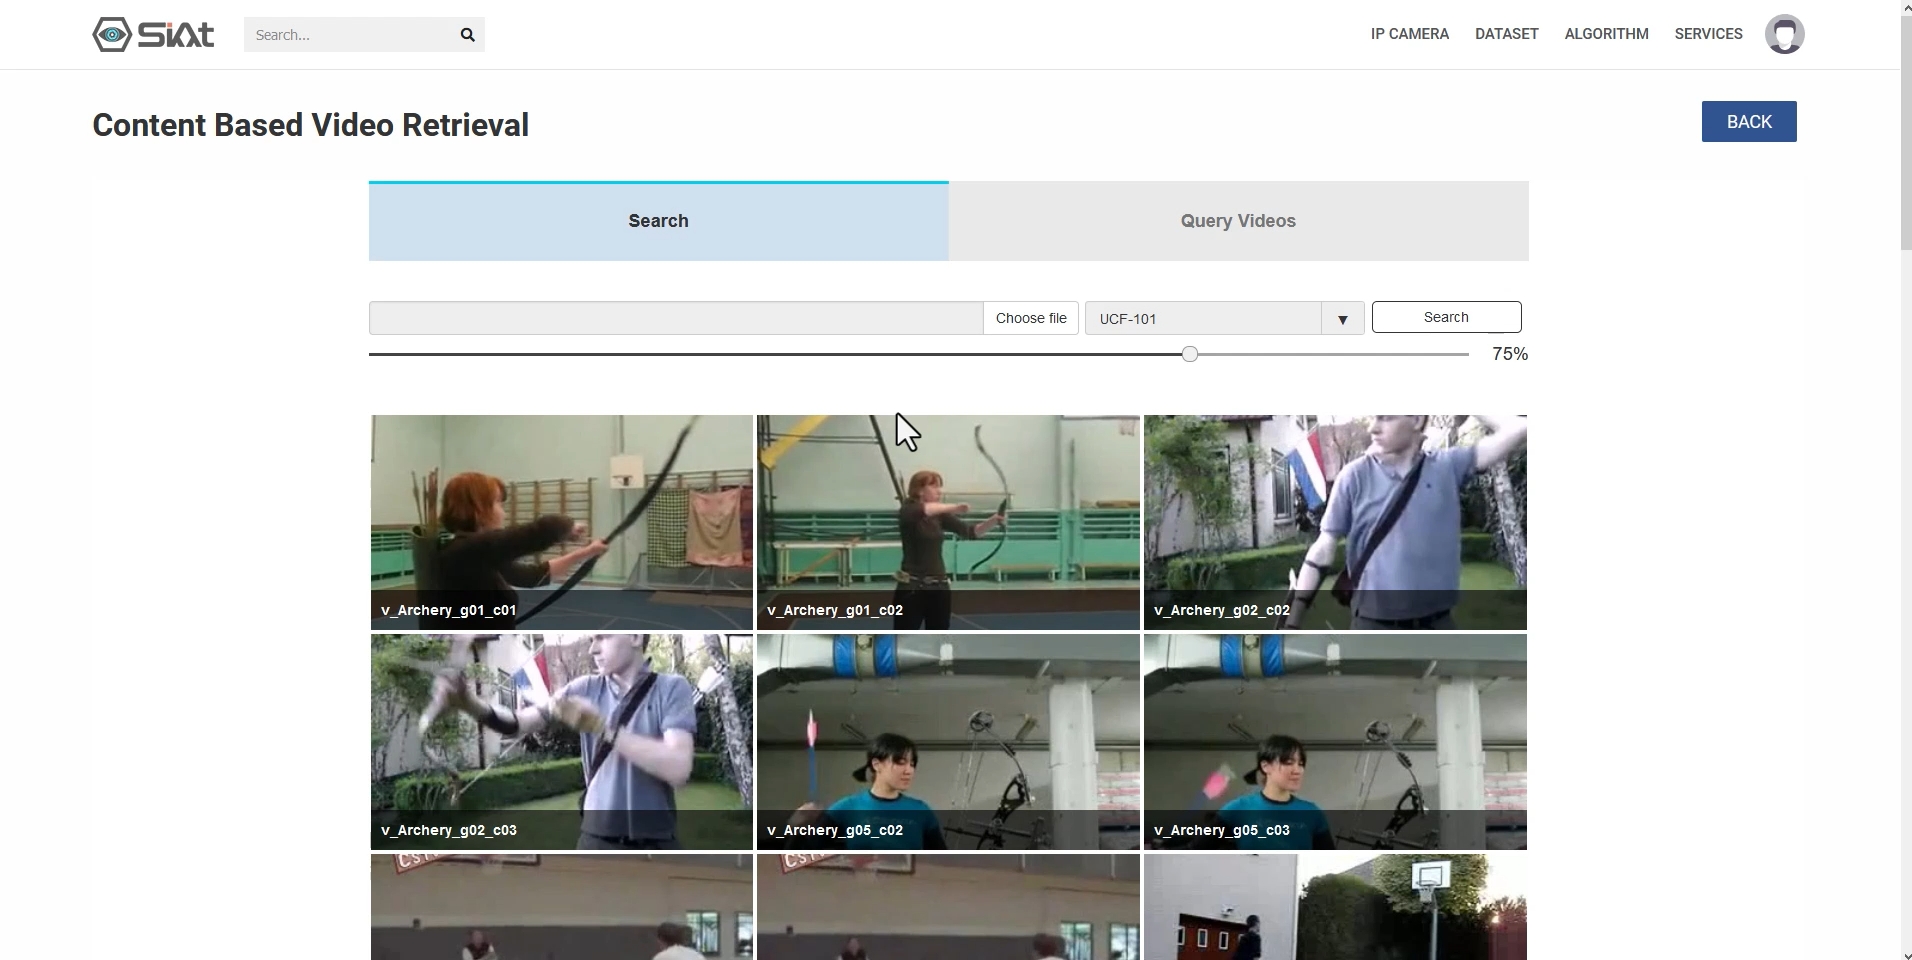 SiAt
Search...
IP CAMERA DATASET ALGORITHM SERVICES
Content Based Video Retrieval
BACK
Search
Query Videos
Choose file
UCF-101
Search
75%
v_Archery_g01_c01
v_Archery_g01_c02
v_Archery_g02_c02
v_Archery_g02_c03
v_Archery_g05_c02
v_Archery_g05_c03